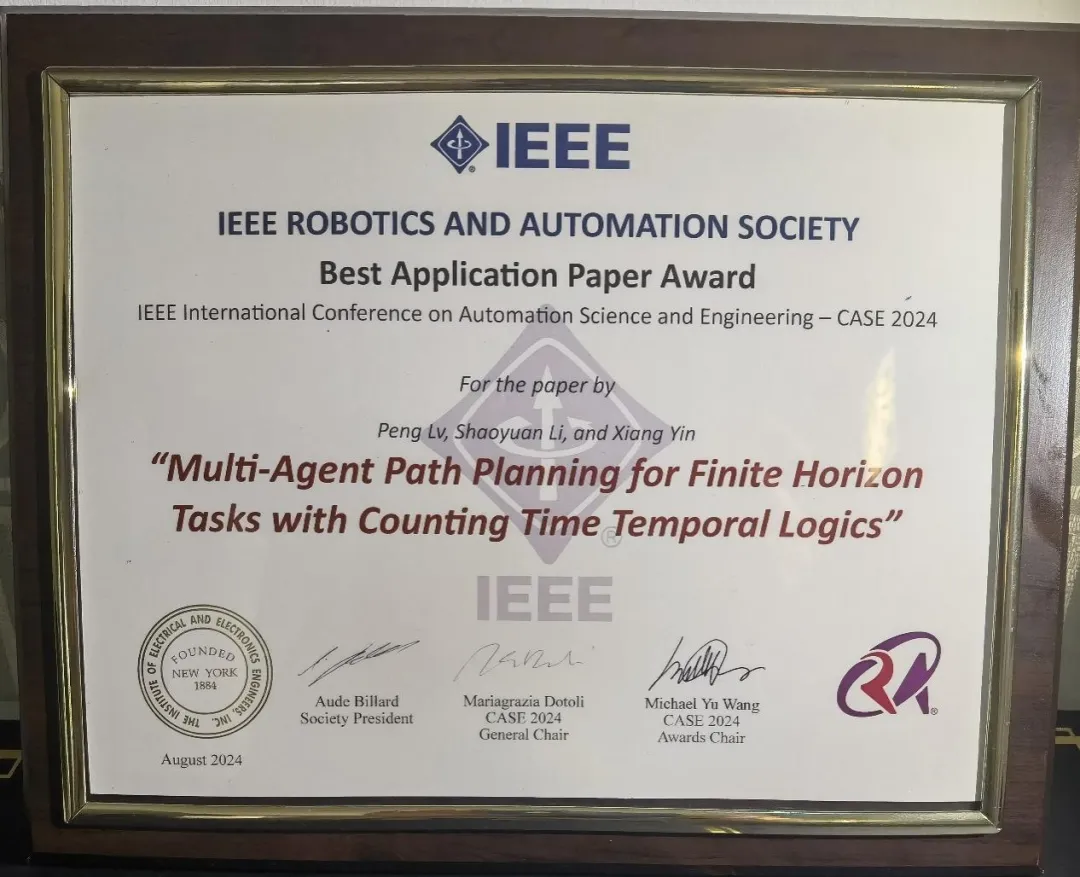 IEEE
IEEE ROBOTICS AND AUTOMATION SOCIETY
Best Application Paper Award
IEEE International Conference on Automation Science and Engineering – CASE 2024
For the paper by
Peng Lv, Shaoyuan Li, and Xiang Yin
“Multi-Agent Path Planning for Finite Horizon
Tasks with Counting Time Temporal Logics”
®
IEEE
THE INSTITUTE OF ELECTRICAL AND ELECTRONICS ENGINEERS, INC.
FOUNDED
NEW YORK
1884
August 2024
Aude Billard
Society President
Mariagrazia Dotoli
CASE 2024
General Chair
Michael Yu Wang
CASE 2024
Awards Chair
RA®